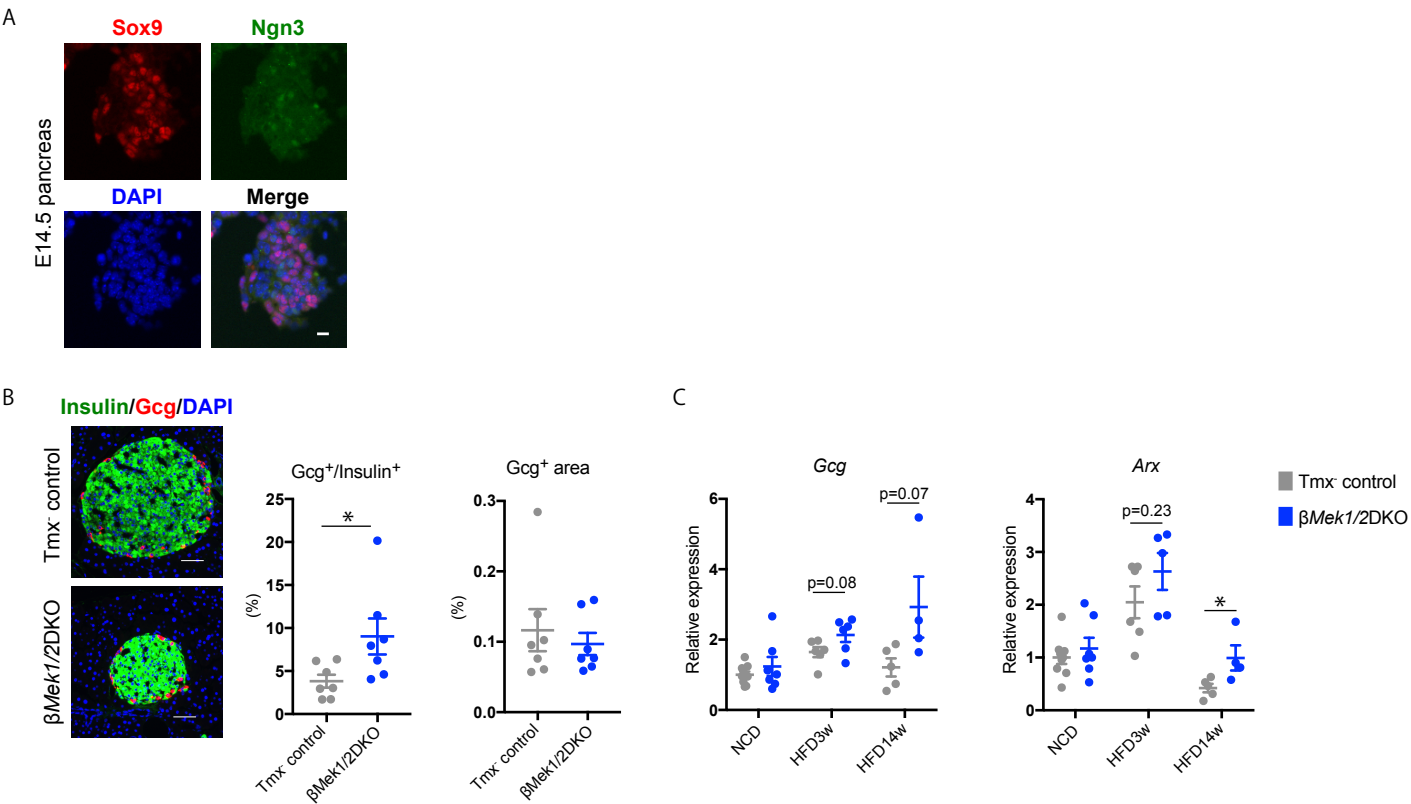 A
Sox9
Ngn3
E14.5 pancreas
DAPI
Merge
B
Insulin/Gcg/DAPI
Tmx- control
βMek1/2DKO
Gcg+/Insulin+
25
20
15
10
5
0
(%)
*
Tmx- control
βMek1/2DKO
Gcg+ area
0.3
0.2
0.1
0.0
(%)
Tmx- control
βMek1/2DKO
C
Gcg
Relative expression
6
4
2
0
p=0.08
p=0.07
NCD
HFD3w
HFD14w
Arx
Relative expression
4
3
2
1
0
p=0.23
*
NCD
HFD3w
HFD14w
Tmx- control
βMek1/2DKO